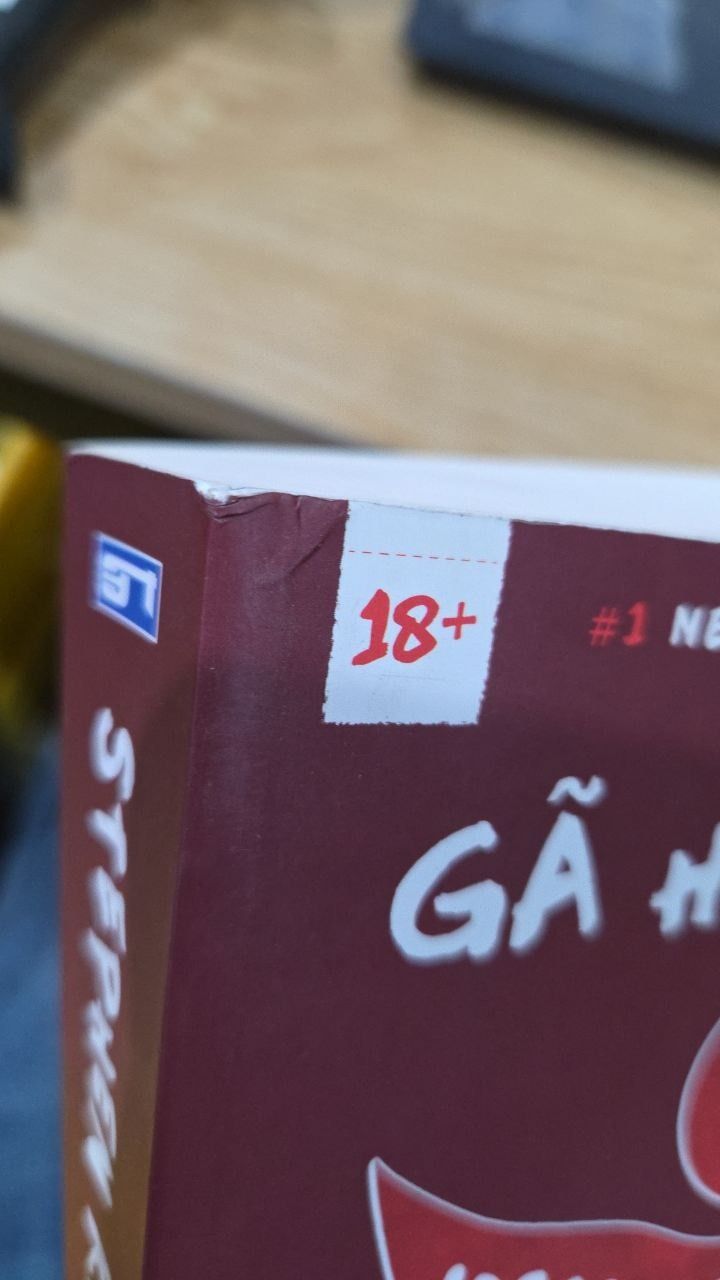 18+
#1 NE
GÃ H
STEPHEN K